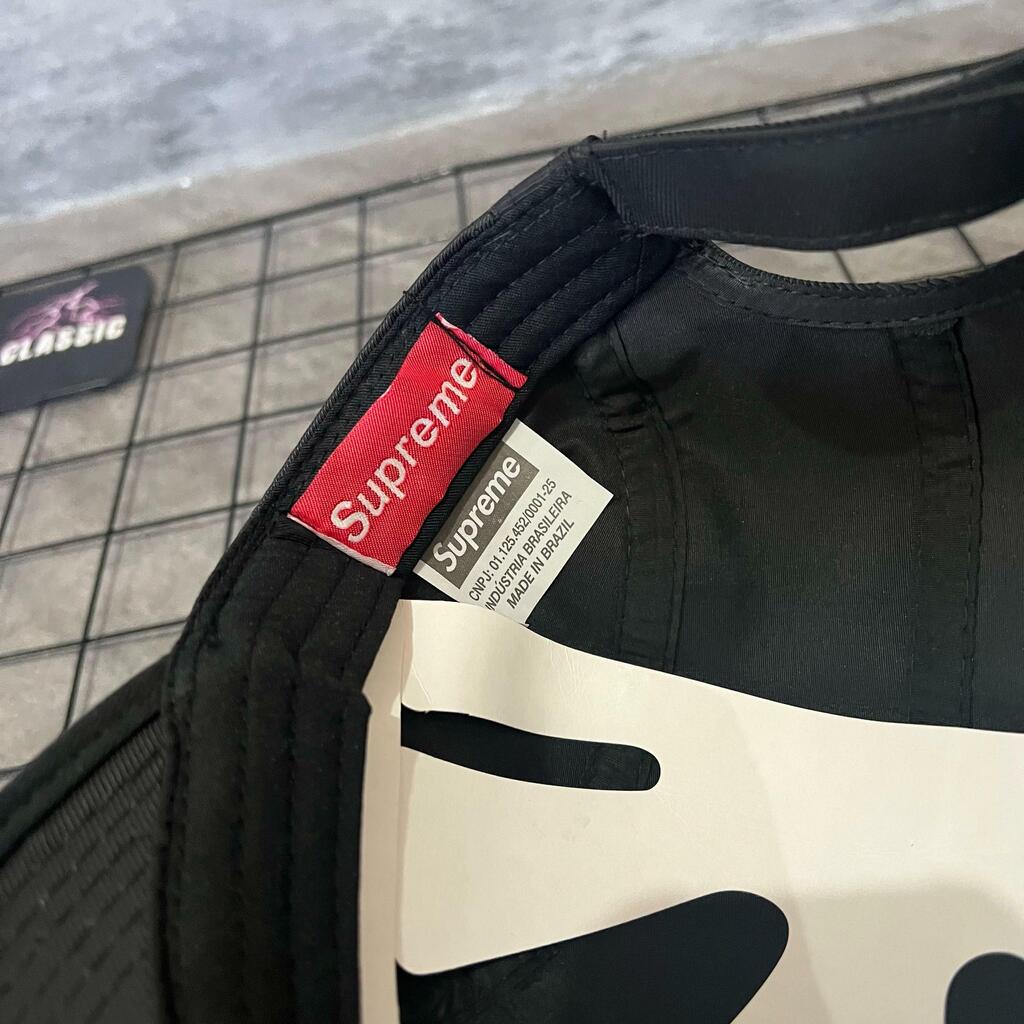 CLASSIC
Supreme
Supreme
CNPJ: 01.125.452/0001-25
INDÚSTRIA BRASILEIRA
MADE IN BRAZIL